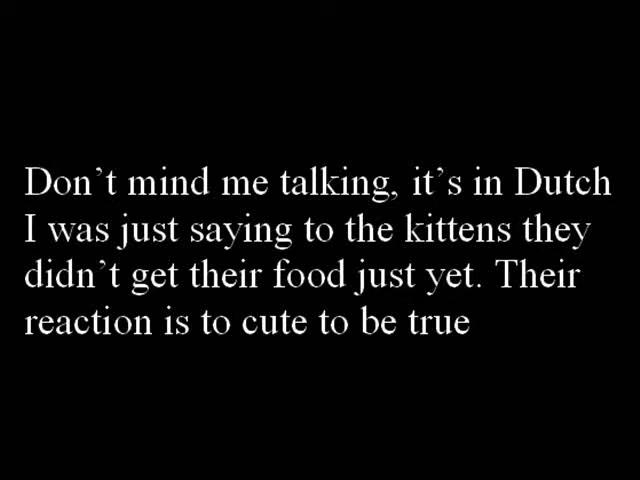 Don’t mind me talking, it’s in Dutch
I was just saying to the kittens they
didn’t get their food just yet. Their
reaction is to cute to be true